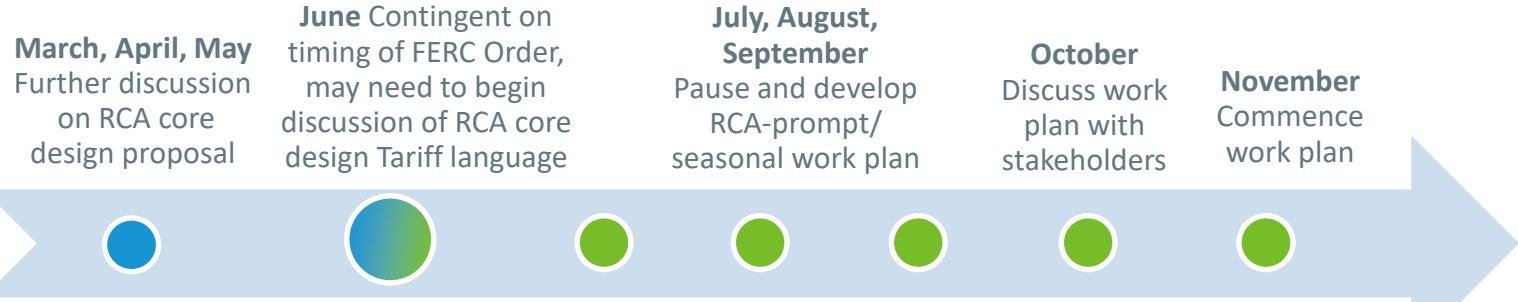 March, April, May
Further discussion
on RCA core
design proposal
June Contingent on
timing of FERC Order,
may need to begin
discussion of RCA core
design Tariff language
July, August,
September
Pause and develop
RCA-prompt/
seasonal work plan
October
Discuss work
plan with
stakeholders
November
Commence
work plan